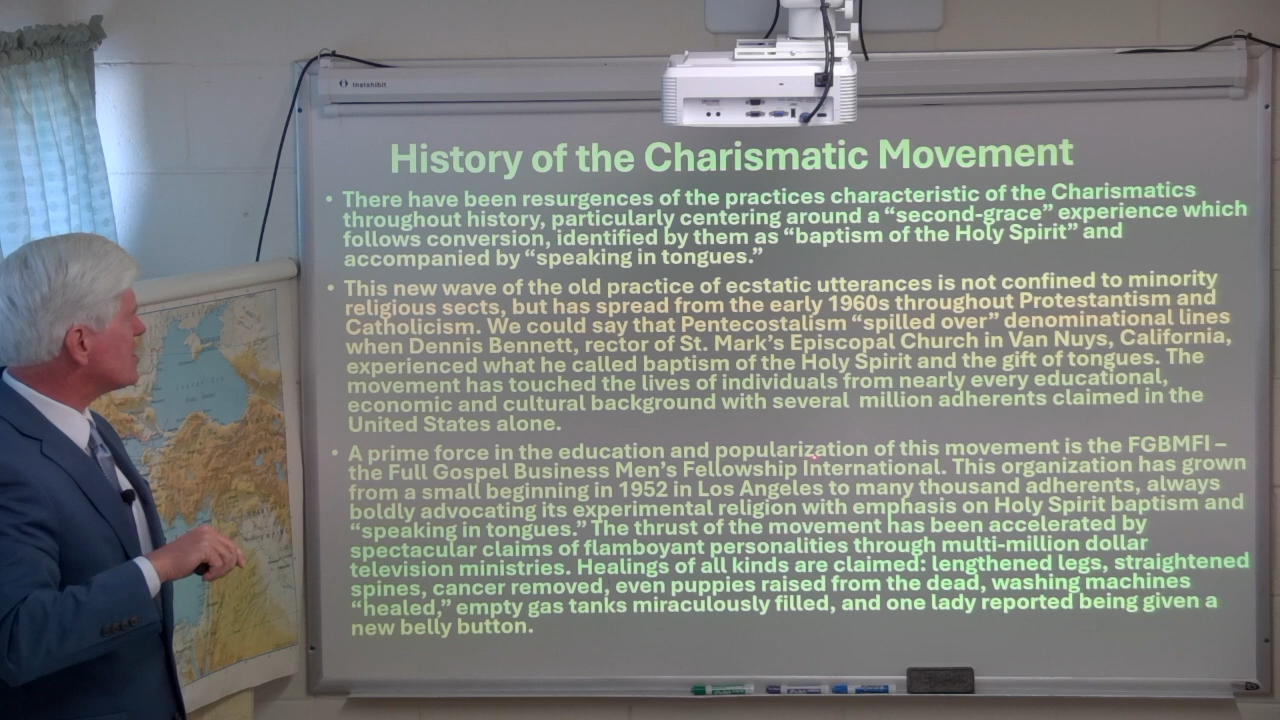 Instahibit
History of the Charismatic Movement
• There have been resurgences of the practices characteristic of the Charismatics
throughout history, particularly centering around a “second-grace” experience which
follows conversion, identified by them as “baptism of the Holy Spirit” and
accompanied by “speaking in tongues.”
• This new wave of the old practice of ecstatic utterances is not confined to minority
religious sects, but has spread from the early 1960s throughout Protestantism and
Catholicism. We could say that Pentecostalism “spilled over” denominational lines
when Dennis Bennett, rector of St. Mark’s Episcopal Church in Van Nuys, California,
experienced what he called baptism of the Holy Spirit and the gift of tongues. The
movement has touched the lives of individuals from nearly every educational,
economic and cultural background with several million adherents claimed in the
United States alone.
• A prime force in the education and popularization of this movement is the FGBMFI –
the Full Gospel Business Men’s Fellowship International. This organization has grown
from a small beginning in 1952 in Los Angeles to many thousand adherents, always
boldly advocating its experimental religion with emphasis on Holy Spirit baptism and
“speaking in tongues.” The thrust of the movement has been accelerated by
spectacular claims of flamboyant personalities through multi-million dollar
television ministries. Healings of all kinds are claimed: lengthened legs, straightened
spines, cancer removed, even puppies raised from the dead, washing machines
“healed,” empty gas tanks miraculously filled, and one lady reported being given a
new belly button.